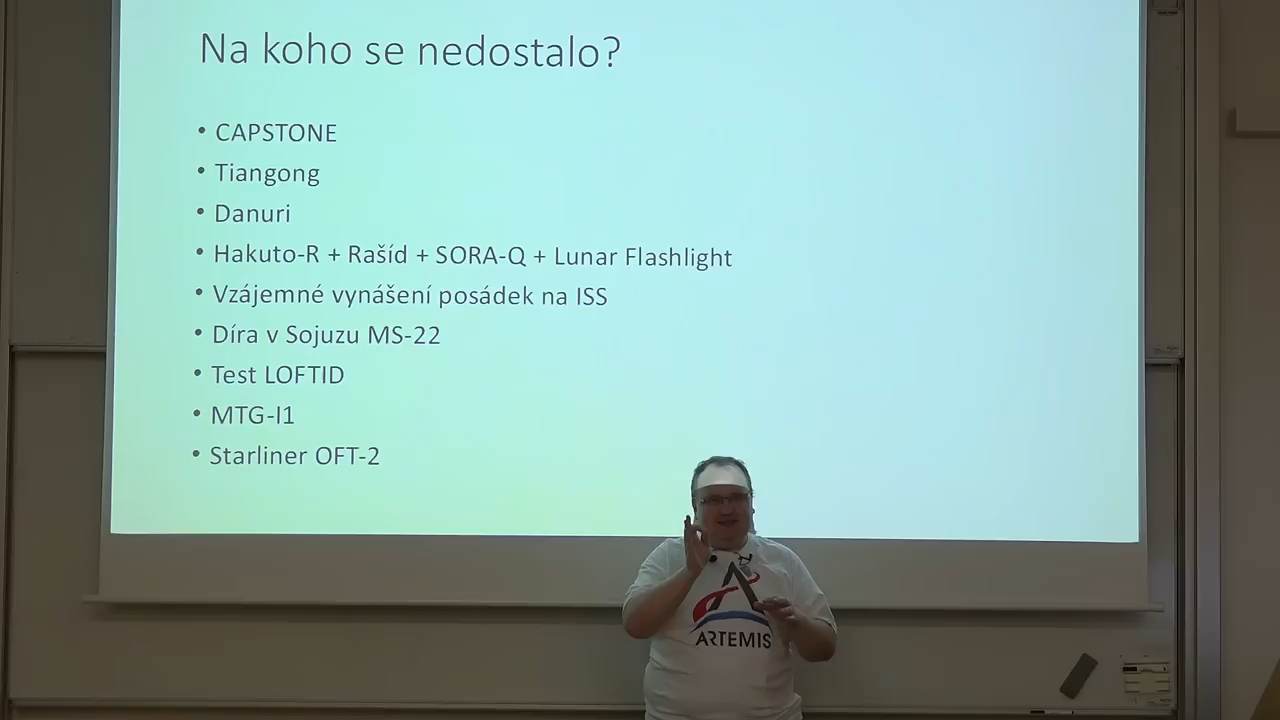 Na koho se nedostalo?
• CAPSTONE
• Tiangong
• Danuri
• Hakuto-R + Rašíd + SORA-Q + Lunar Flashlight
• Vzájemné vynášení posádek na ISS
• Díra v Sojuzu MS-22
• Test LOFTID
• MTG-I1
• Starliner OFT-2
ARTEMIS